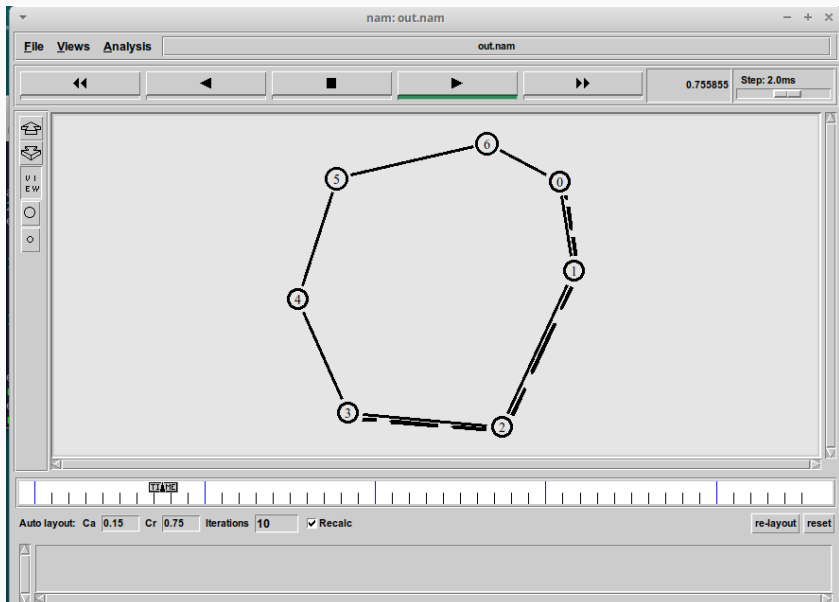 nam: out.nam
File Views Analysis out.nam
0.755855 Step: 2.0ms
V I
E W
6
5
0
1
4
3
2
TIME
Auto layout: Ca 0.15 Cr 0.75 Iterations 10 Recalc re-layout reset